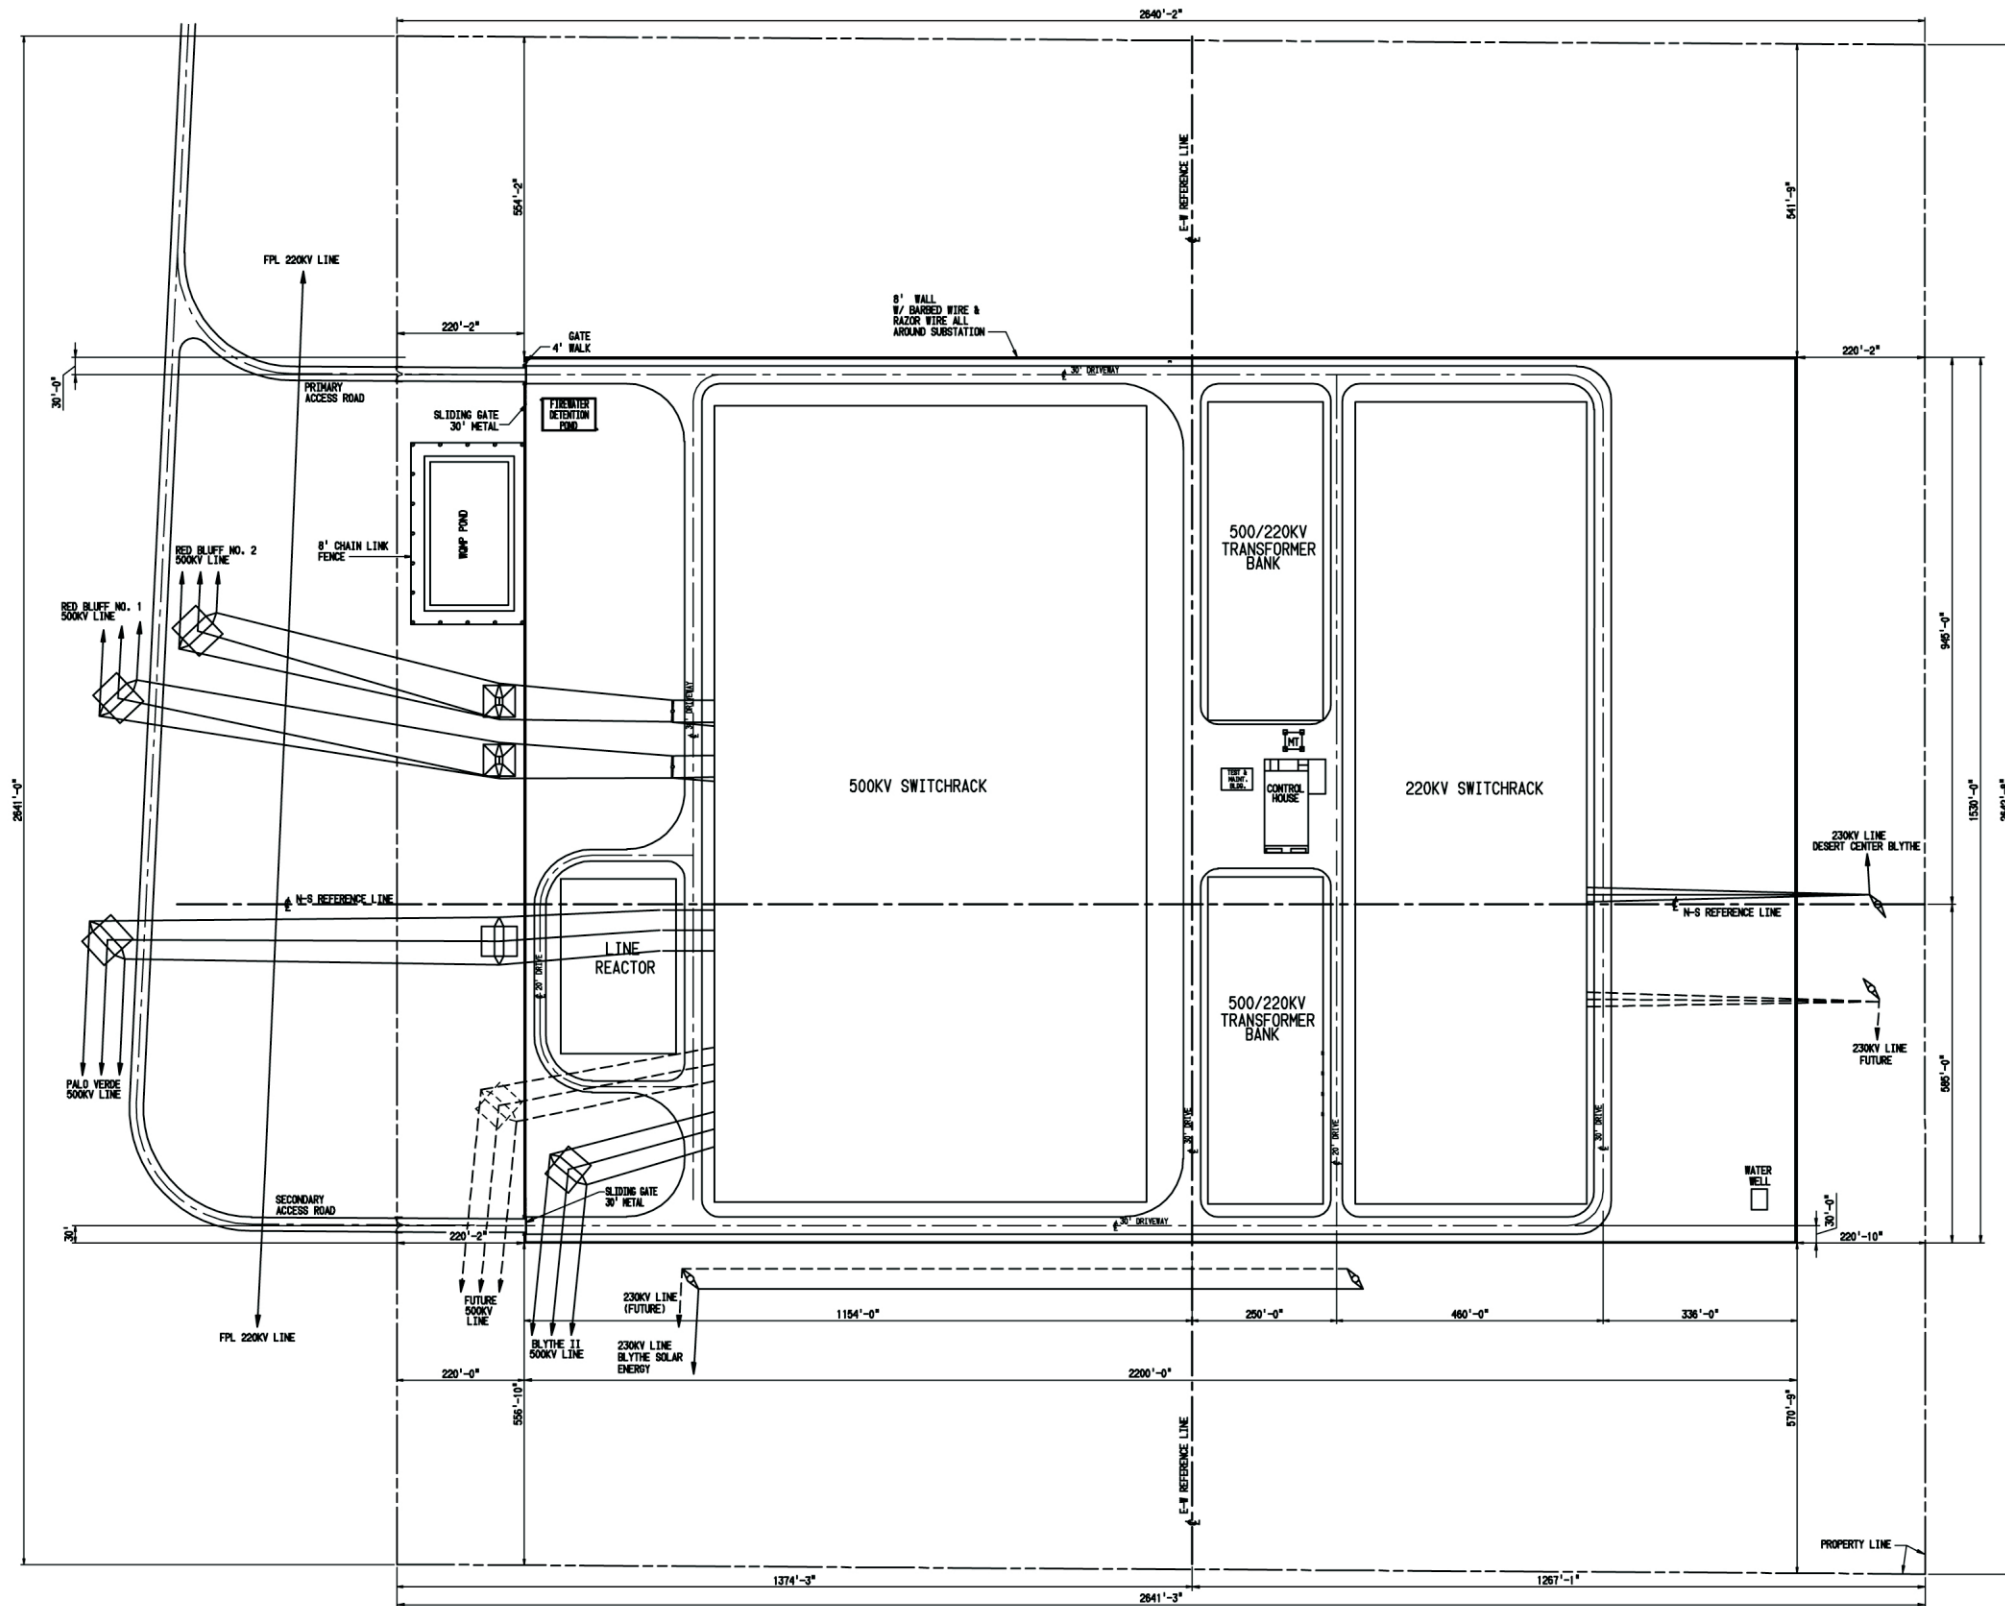 2640'-2"
E-W REFERENCE LINE
554'-2"
541'-9"
FPL 220KV LINE
8' WALL
W/ BARBED WIRE &
RAZOR WIRE ALL
AROUND SUBSTATION
220'-2"
GATE
4' WALK
220'-2"
30'-0"
PRIMARY
ACCESS ROAD
30' DRIVEWAY
SLIDING GATE
30' METAL
FIREWATER
DETENTION
POND
WQMP POND
8' CHAIN LINK
FENCE
RED BLUFF NO. 2
500KV LINE
RED BLUFF NO. 1
500KV LINE
500/220KV
TRANSFORMER
BANK
945'-0"
30' DRIVEWAY
MT
TEST &
MAINT.
BLDG.
CONTROL
HOUSE
500KV SWITCHRACK
220KV SWITCHRACK
2641'-0"
1530'-0"
230KV LINE
DESERT CENTER BLYTHE
N-S REFERENCE LINE
N-S REFERENCE LINE
LINE
REACTOR
20' DRIVE
500/220KV
TRANSFORMER
BANK
230KV LINE
FUTURE
585'-0"
PALO VERDE
500KV LINE
30' DRIVE
20' DRIVE
30' DRIVE
WATER
WELL
SLIDING GATE
30' METAL
SECONDARY
ACCESS ROAD
30' DRIVEWAY
30'-0"
30'
220'-2"
220'-10"
FUTURE
500KV
LINE
230KV LINE
(FUTURE)
1154'-0"
250'-0"
460'-0"
336'-0"
FPL 220KV LINE
BLYTHE II
500KV LINE
230KV LINE
BLYTHE SOLAR
ENERGY
220'-0"
2200'-0"
556'-10"
570'-9"
E-W REFERENCE LINE
PROPERTY LINE
1374'-3"
1267'-1"
2641'-3"